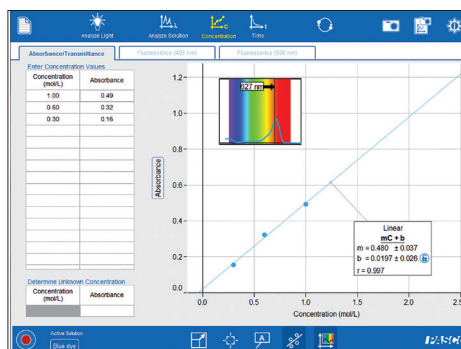 Analyze Light
Analyze Solution
Concentration
Time
Absorbance/Transmittance
Fluorescence (405 nm)
Fluorescence (500 nm)
Enter Concentration Values
Concentration (mol/L) Absorbance
1.00 0.49
0.60 0.32
0.30 0.16
Determine Unknown Concentration
Concentration (mol/L) Absorbance
Absorbance
1.2
1.0
0.8
0.6
0.4
0.2
0.0
627 nm
Linear
mC + b
m = 0.480 ± 0.037
b = 0.0197 ± 0.026
r = 0.997
0.0 0.5 1.0 1.5 2.0 2.5
Concentration (mol/L)
Active Solution
Blue dye
A
PASCO